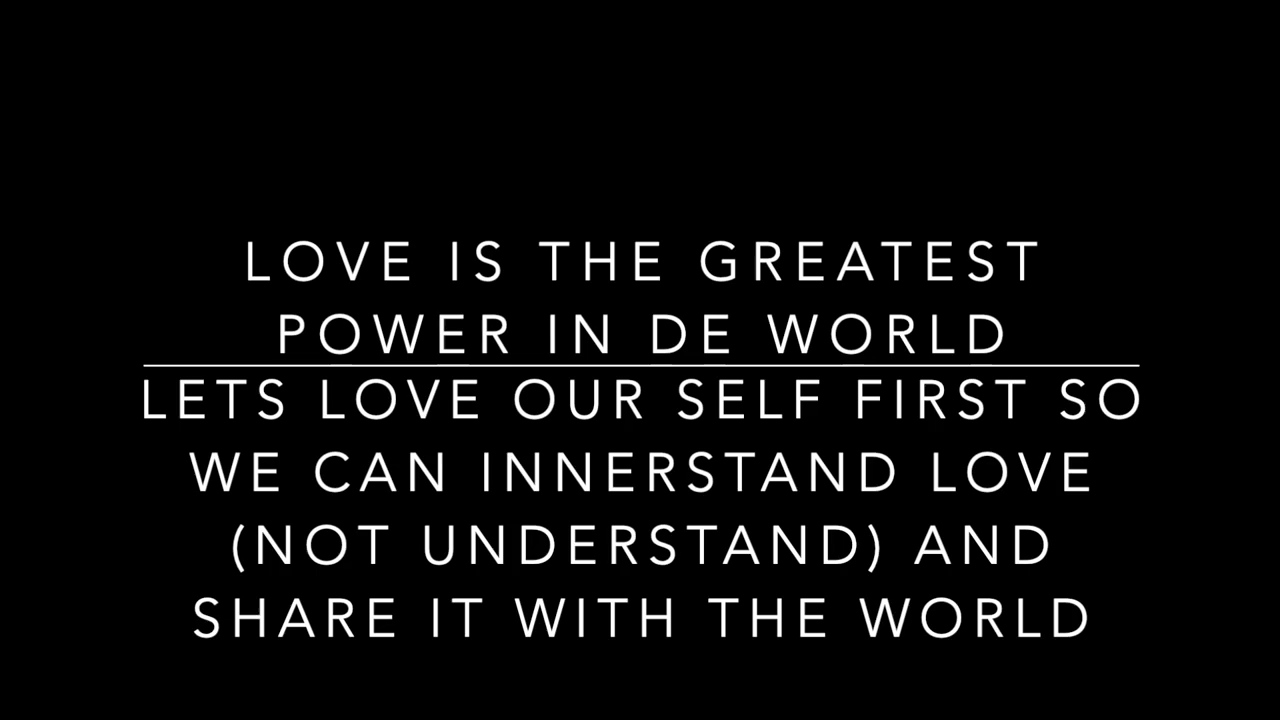 LOVE IS THE GREATEST
POWER IN DE WORLD
LETS LOVE OUR SELF FIRST SO
WE CAN INNERSTAND LOVE
(NOT UNDERSTAND) AND
SHARE IT WITH THE WORLD